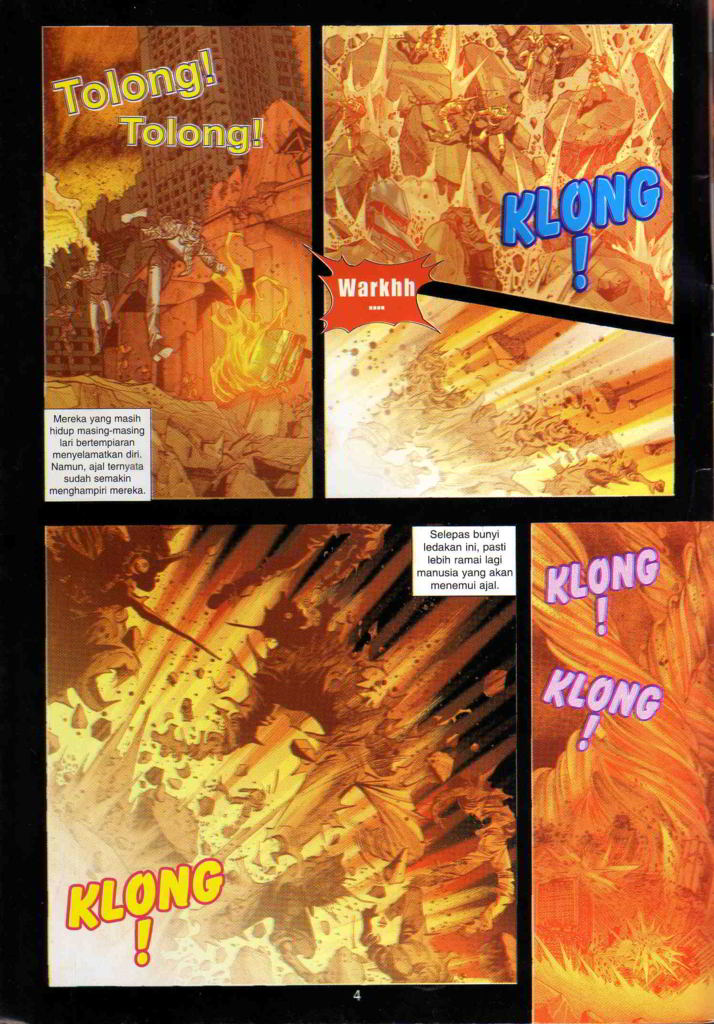 Tolong!
Tolong!
Mereka yang masih
hidup masing-masing
lari bertempiaran
menyelamatkan diri.
Namun, ajal ternyata
sudah semakin
menghampiri mereka.
KLONG
!
Warkhh
....
Selepas bunyi
ledakan ini, pasti
lebih ramai lagi
manusia yang akan
menemui ajal.
KLONG
!
KLONG
!
KLONG
!
4